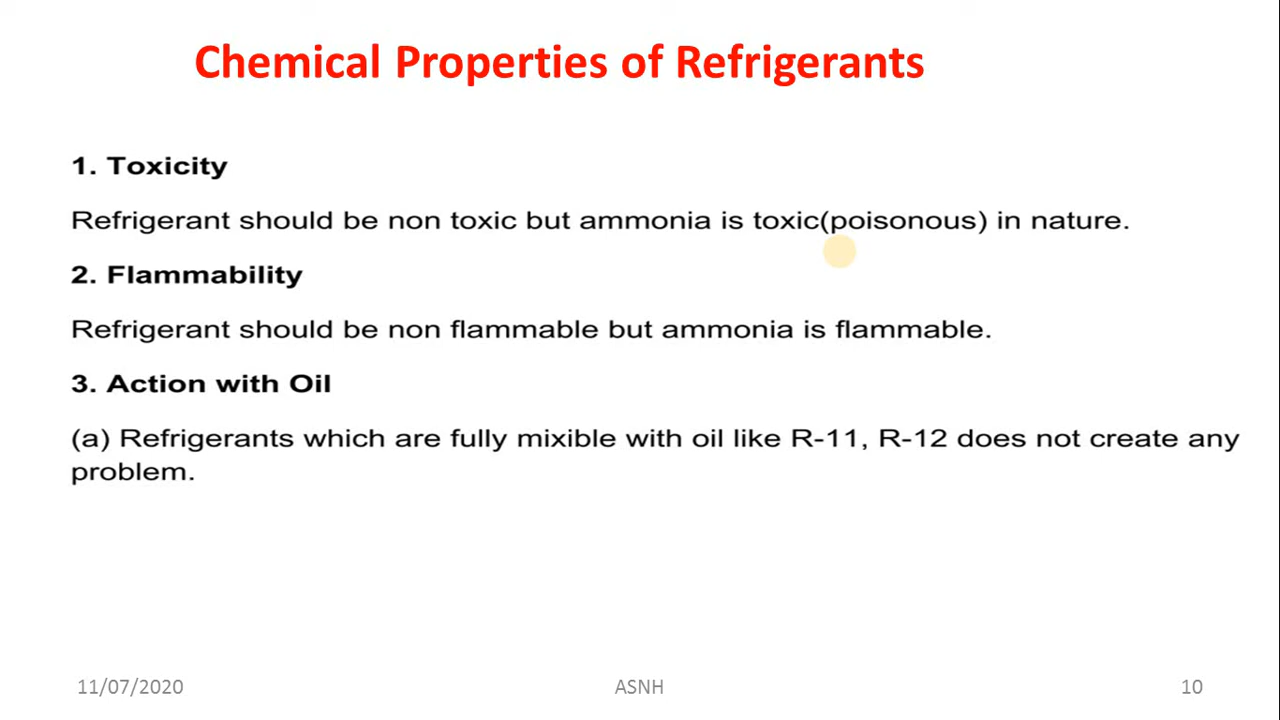 Chemical Properties of Refrigerants
1. Toxicity
Refrigerant should be non toxic but ammonia is toxic(poisonous) in nature.
2. Flammability
Refrigerant should be non flammable but ammonia is flammable.
3. Action with Oil
(a) Refrigerants which are fully mixible with oil like R-11, R-12 does not create any
problem.
11/07/2020
ASNH
10